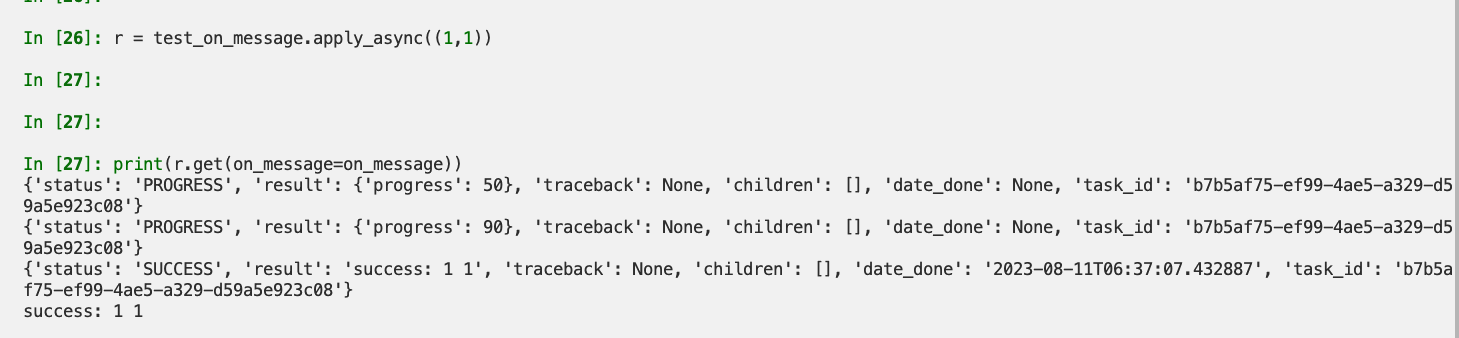 In [26]:
In [26]: r = test_on_message.apply_async((1,1))
In [27]:
In [27]:
In [27]: print(r.get(on_message=on_message))
{'status': 'PROGRESS', 'result': {'progress': 50}, 'traceback': None, 'children': [], 'date_done': None, 'task_id': 'b7b5af75-ef99-4ae5-a329-d5
9a5e923c08'}
{'status': 'PROGRESS', 'result': {'progress': 90}, 'traceback': None, 'children': [], 'date_done': None, 'task_id': 'b7b5af75-ef99-4ae5-a329-d5
9a5e923c08'}
{'status': 'SUCCESS', 'result': 'success: 1 1', 'traceback': None, 'children': [], 'date_done': '2023-08-11T06:37:07.432887', 'task_id': 'b7b5a
f75-ef99-4ae5-a329-d59a5e923c08'}
success: 1 1